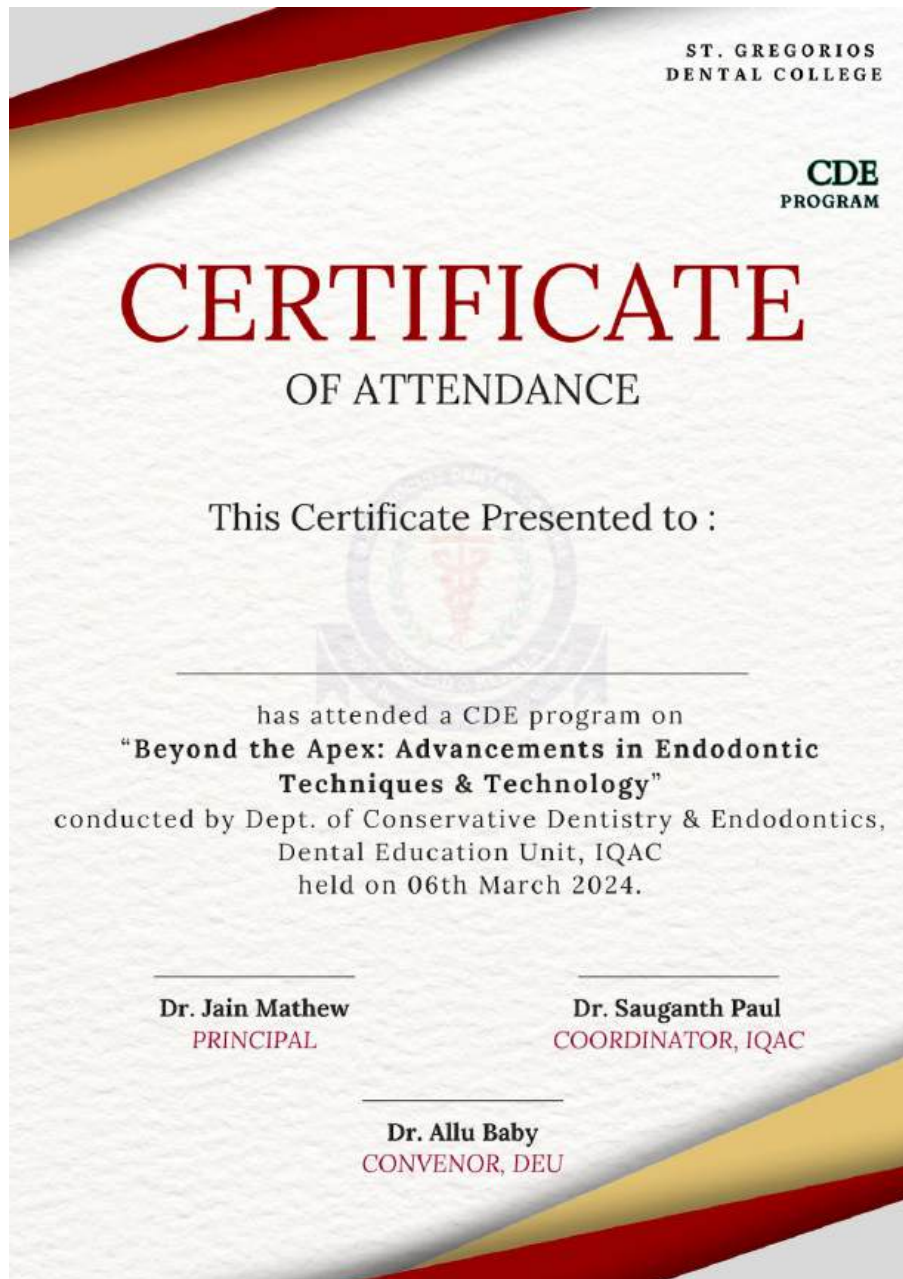 ST. GREGORIOS
DENTAL COLLEGE
CDE
PROGRAM
CERTIFICATE
OF ATTENDANCE
This Certificate Presented to :
has attended a CDE program on
“Beyond the Apex: Advancements in Endodontic
Techniques & Technology”
conducted by Dept. of Conservative Dentistry & Endodontics,
Dental Education Unit, IQAC
held on 06th March 2024.
Dr. Jain Mathew
PRINCIPAL
Dr. Sauganth Paul
COORDINATOR, IQAC
Dr. Allu Baby
CONVENOR, DEU